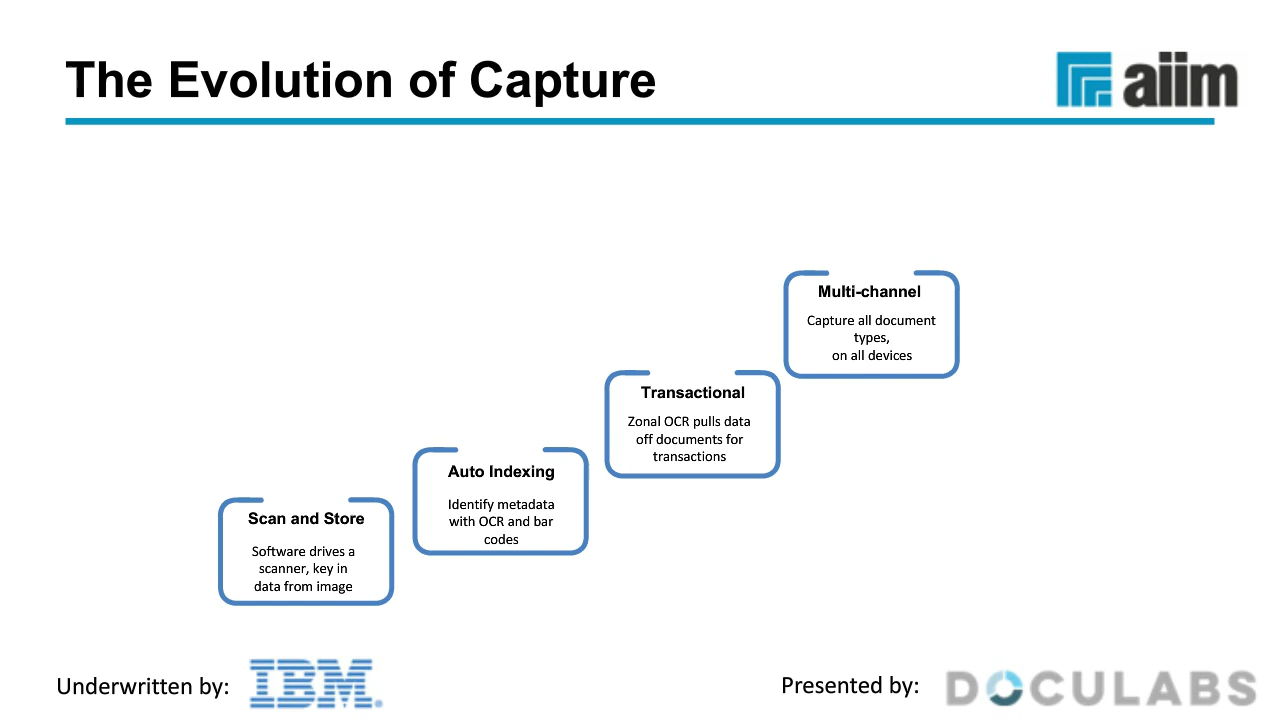 The Evolution of Capture
aiim
Multi-channel
Capture all document
types,
on all devices
Transactional
Zonal OCR pulls data
off documents for
transactions
Auto Indexing
Identify metadata
with OCR and bar
codes
Scan and Store
Software drives a
scanner, key in
data from image
Underwritten by:
IBM.
Presented by:
DOCULABS